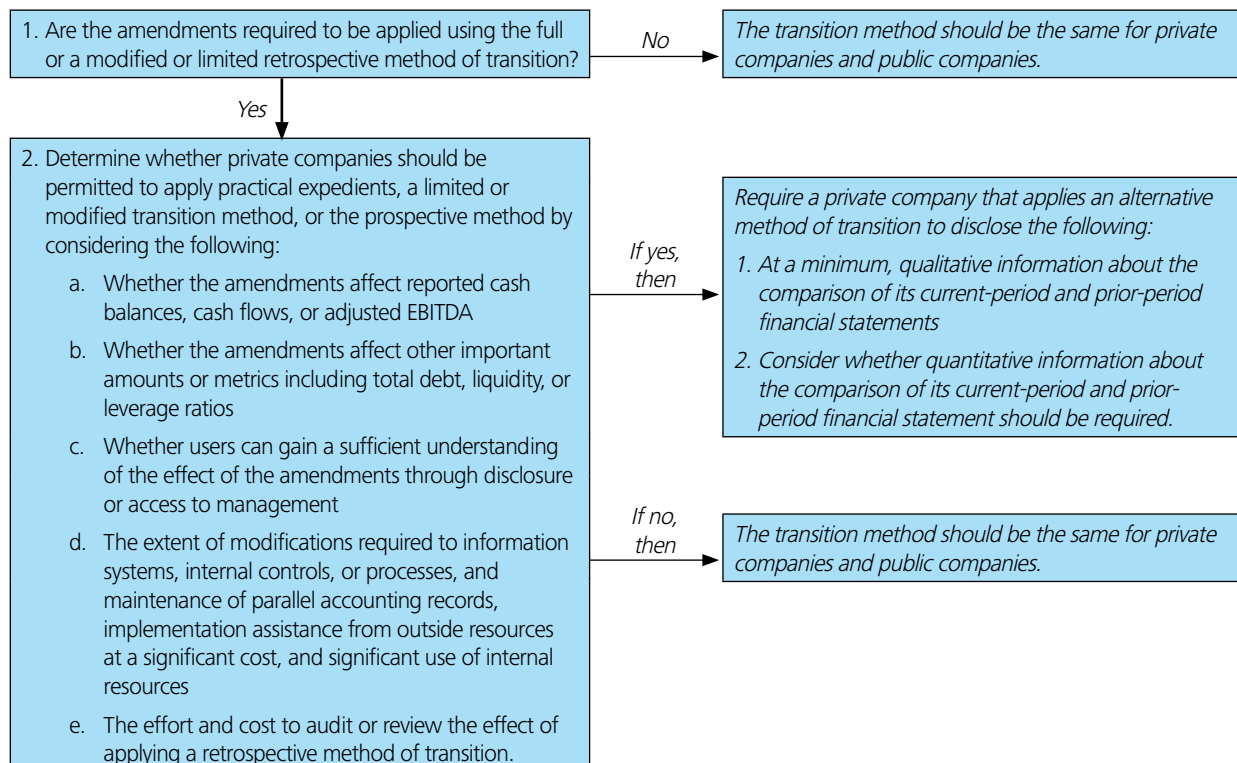 1. Are the amendments required to be applied using the full
or a modified or limited retrospective method of transition?
No
The transition method should be the same for private
companies and public companies.
Yes
2. Determine whether private companies should be
permitted to apply practical expedients, a limited or
modified transition method, or the prospective method by
considering the following:
a. Whether the amendments affect reported cash
balances, cash flows, or adjusted EBITDA
b. Whether the amendments affect other important
amounts or metrics including total debt, liquidity, or
leverage ratios
c. Whether users can gain a sufficient understanding
of the effect of the amendments through disclosure
or access to management
d. The extent of modifications required to information
systems, internal controls, or processes, and
maintenance of parallel accounting records,
implementation assistance from outside resources
at a significant cost, and significant use of internal
resources
e. The effort and cost to audit or review the effect of
applying a retrospective method of transition.
If yes,
then
Require a private company that applies an alternative
method of transition to disclose the following:
1. At a minimum, qualitative information about the
comparison of its current-period and prior-period
financial statements
2. Consider whether quantitative information about
the comparison of its current-period and prior-
period financial statement should be required.
If no,
then
The transition method should be the same for private
companies and public companies.